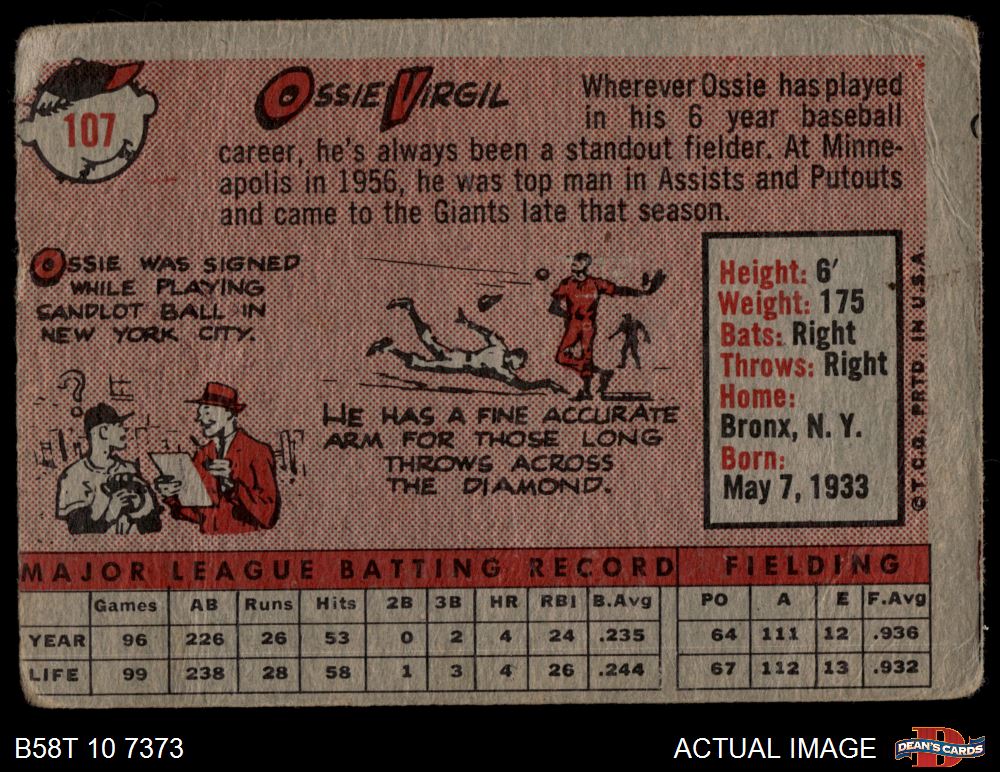 107
OSSIE VIRGIL
Wherever Ossie has played
in his 6 year baseball
career, he's always been a standout fielder. At Minne-
apolis in 1956, he was top man in Assists and Putouts
and came to the Giants late that season.
OSSIE WAS SIGNED
WHILE PLAYING
SANDLOT BALL IN
NEW YORK CITY.
?
HE HAS A FINE ACCURATE
ARM FOR THOSE LONG
THROWS ACROSS
THE DIAMOND.
Height: 6'
Weight: 175
Bats: Right
Throws: Right
Home:
Bronx, N. Y.
Born:
May 7, 1933
©T.C.G. PRTD. IN U.S.A.
MAJOR LEAGUE BATTING RECORD FIELDING
Games AB Runs Hits 2B 3B HR RBI B.Avg PO A E F.Avg
YEAR 96 226 26 53 0 2 4 24 .235 64 111 12 .936
LIFE 99 238 28 58 1 3 4 26 .244 67 112 13 .932
B58T 10 7373
ACTUAL IMAGE
DEAN'S CARDS